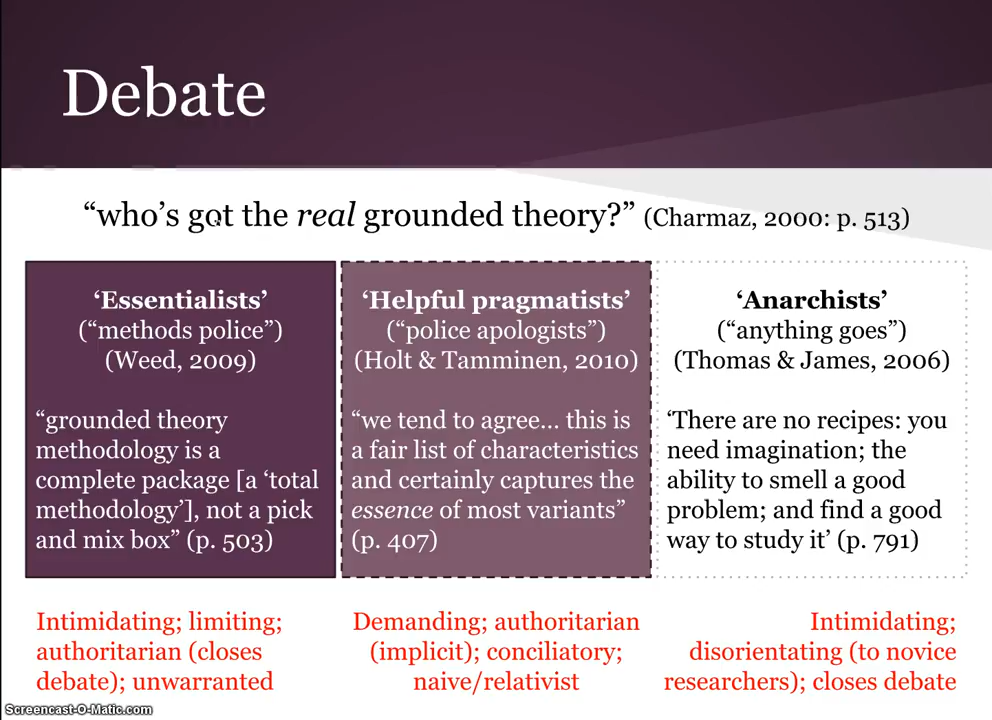 Debate
“who’s got the real grounded theory?” (Charmaz, 2000: p. 513)
‘Essentialists’
(“methods police”)
(Weed, 2009)
“grounded theory
methodology is a
complete package [a ‘total
methodology’], not a pick
and mix box” (p. 503)
‘Helpful pragmatists’
(“police apologists”)
(Holt & Tamminen, 2010)
“we tend to agree... this is
a fair list of characteristics
and certainly captures the
essence of most variants”
(p. 407)
‘Anarchists’
(“anything goes”)
(Thomas & James, 2006)
‘There are no recipes: you
need imagination; the
ability to smell a good
problem; and find a good
way to study it’ (p. 791)
Intimidating; limiting;
authoritarian (closes
debate); unwarranted
Demanding; authoritarian
(implicit); conciliatory;
naive/relativist
Intimidating;
disorientating (to novice
researchers); closes debate
Screencast-O-Matic.com